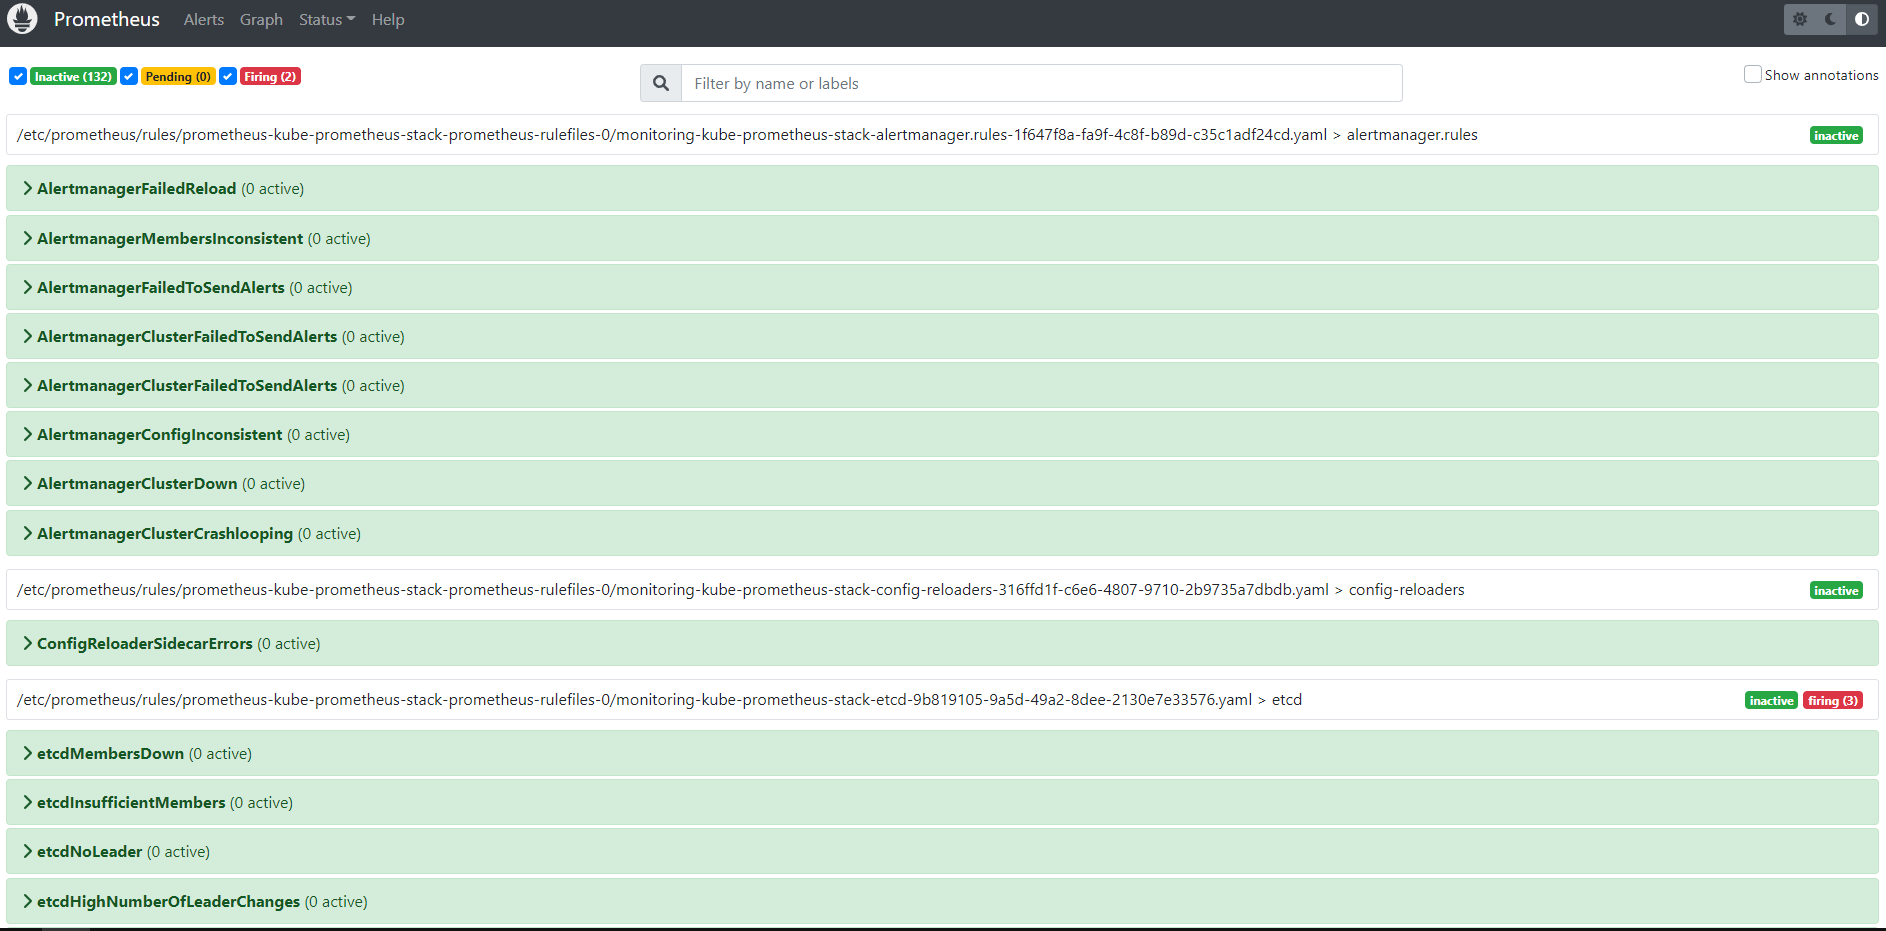 Prometheus Alerts Graph Status Help
Inactive (132) Pending (0) Firing (2) Filter by name or labels Show annotations
/etc/prometheus/rules/prometheus-kube-prometheus-stack-prometheus-rulefiles-0/monitoring-kube-prometheus-stack-alertmanager.rules-1f647f8a-fa9f-4c8f-b89d-c35c1adf24cd.yaml > alertmanager.rules inactive
AlertmanagerFailedReload (0 active)
AlertmanagerMembersInconsistent (0 active)
AlertmanagerFailedToSendAlerts (0 active)
AlertmanagerClusterFailedToSendAlerts (0 active)
AlertmanagerClusterFailedToSendAlerts (0 active)
AlertmanagerConfigInconsistent (0 active)
AlertmanagerClusterDown (0 active)
AlertmanagerClusterCrashlooping (0 active)
/etc/prometheus/rules/prometheus-kube-prometheus-stack-prometheus-rulefiles-0/monitoring-kube-prometheus-stack-config-reloaders-316ffd1f-c6e6-4807-9710-2b9735a7dbdb.yaml > config-reloaders inactive
ConfigReloaderSidecarErrors (0 active)
/etc/prometheus/rules/prometheus-kube-prometheus-stack-prometheus-rulefiles-0/monitoring-kube-prometheus-stack-etcd-9b819105-9a5d-49a2-8dee-2130e7e33576.yaml > etcd inactive firing (3)
etcdMembersDown (0 active)
etcdInsufficientMembers (0 active)
etcdNoLeader (0 active)
etcdHighNumberOfLeaderChanges (0 active)